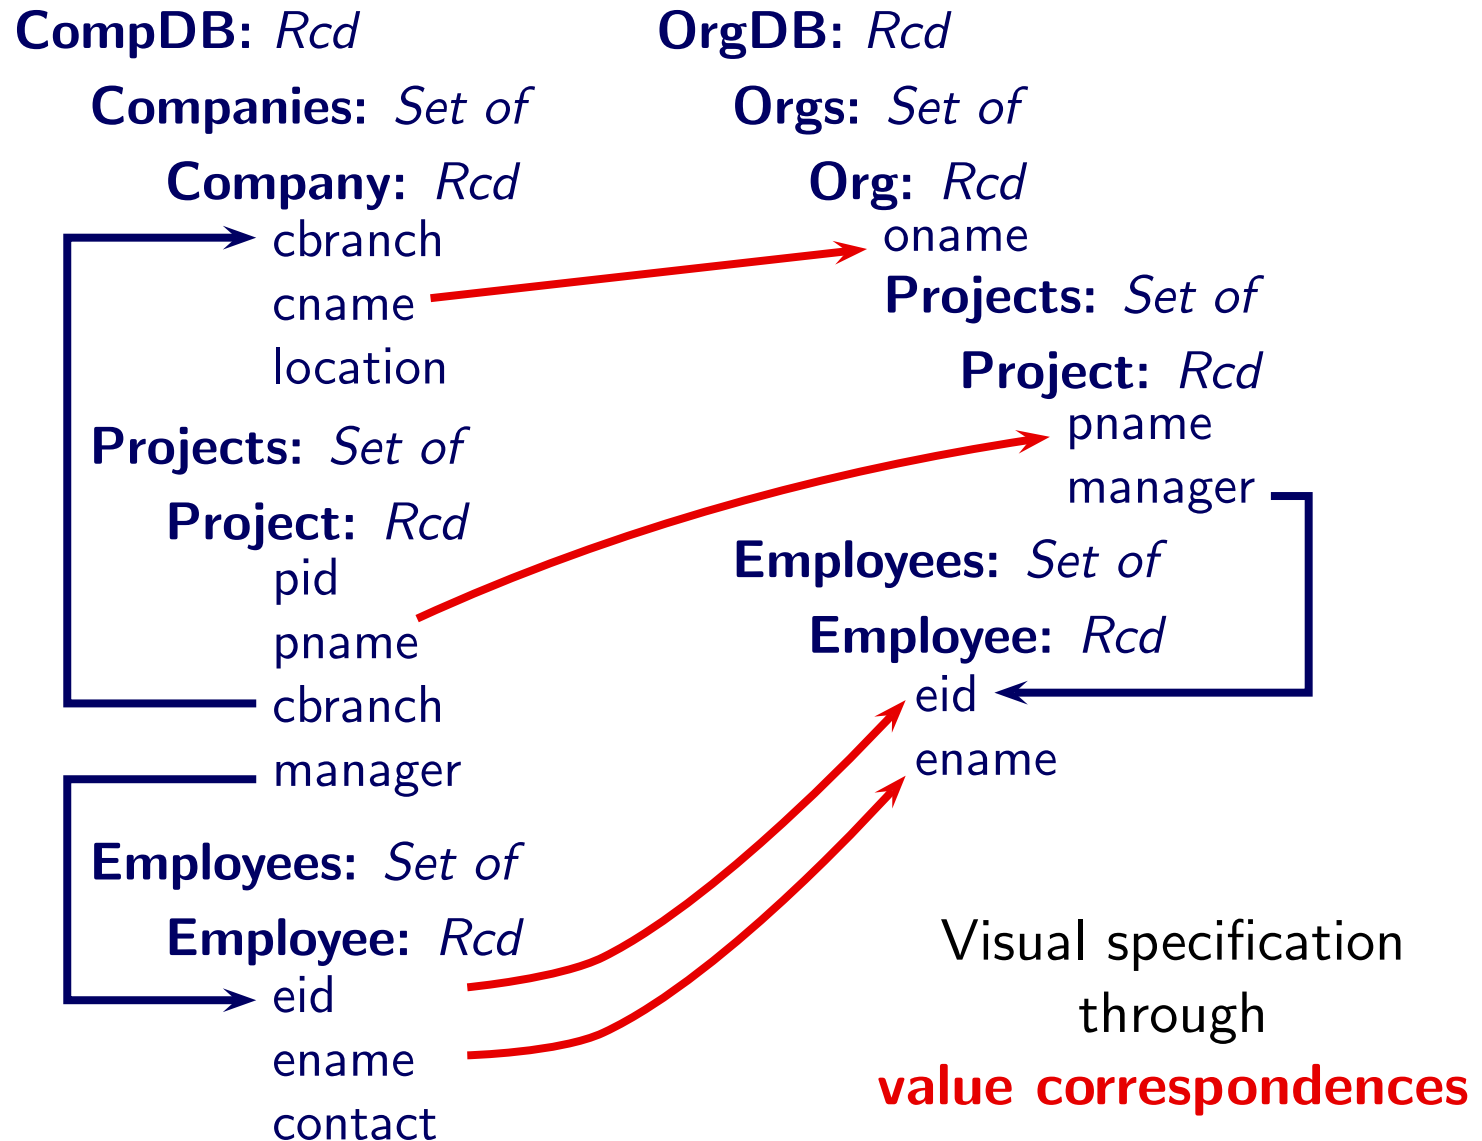 CompDB: Rcd
Companies: Set of
Company: Rcd
cbranch
cname
location
Projects: Set of
Project: Rcd
pid
pname
cbranch
manager
Employees: Set of
Employee: Rcd
eid
ename
contact
OrgDB: Rcd
Orgs: Set of
Org: Rcd
oname
Projects: Set of
Project: Rcd
pname
manager
Employees: Set of
Employee: Rcd
eid
ename
Visual specification
through
value correspondences